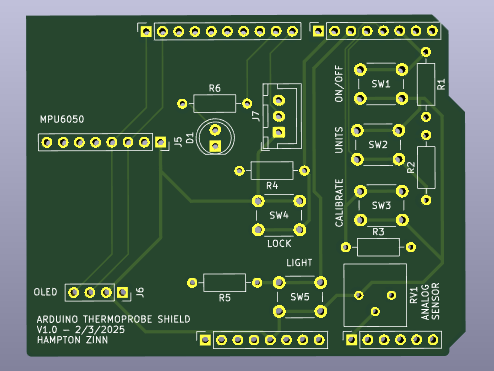 ON/OFF
SW1
R1
R6
MPU6050
J5
D1
J7
UNITS
SW2
R2
R4
CALIBRATE
SW3
SW4
LOCK
R3
LIGHT
OLED
J6
R5
SW5
RV1
ANALOG
SENSOR
ARDUINO THERMOPROBE SHIELD
V1.0 – 2/3/2025
HAMPTON ZINN